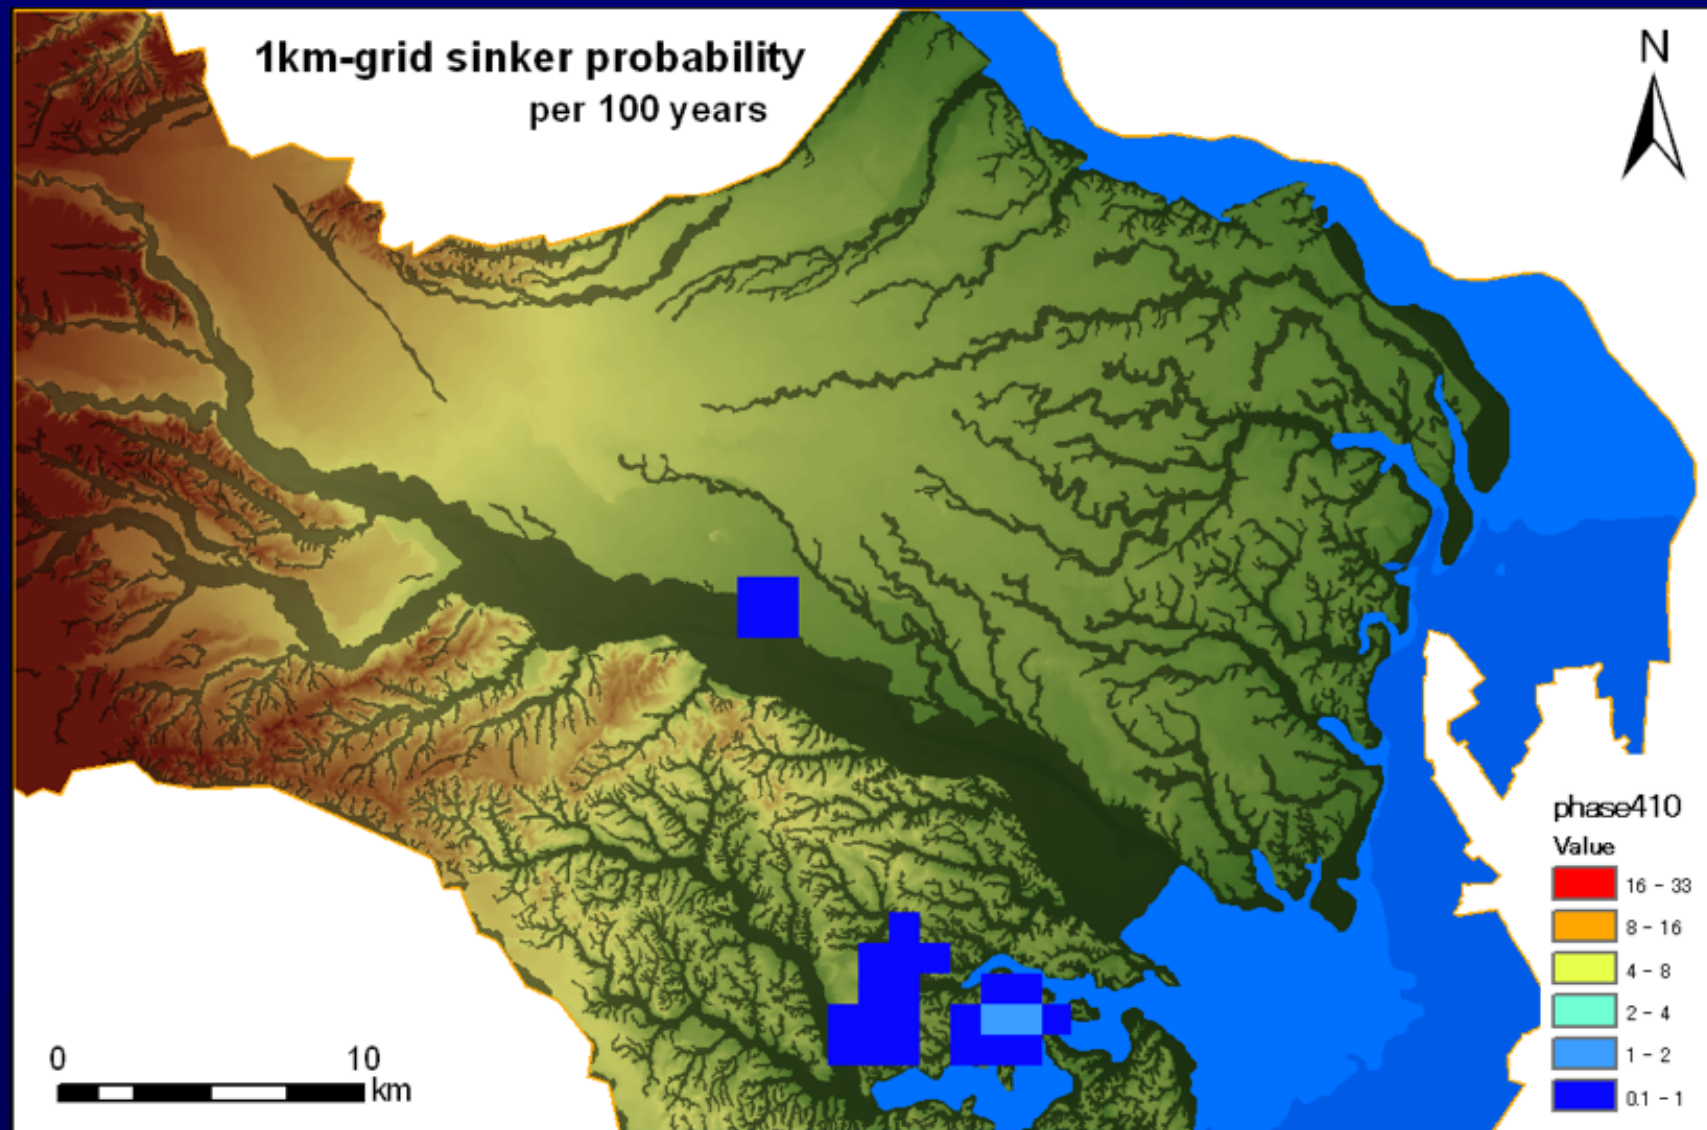 1km-grid sinker probability
per 100 years
N
phase410
Value
16 - 33
8 - 16
4 - 8
2 - 4
1 - 2
0.1 - 1
0 10
km